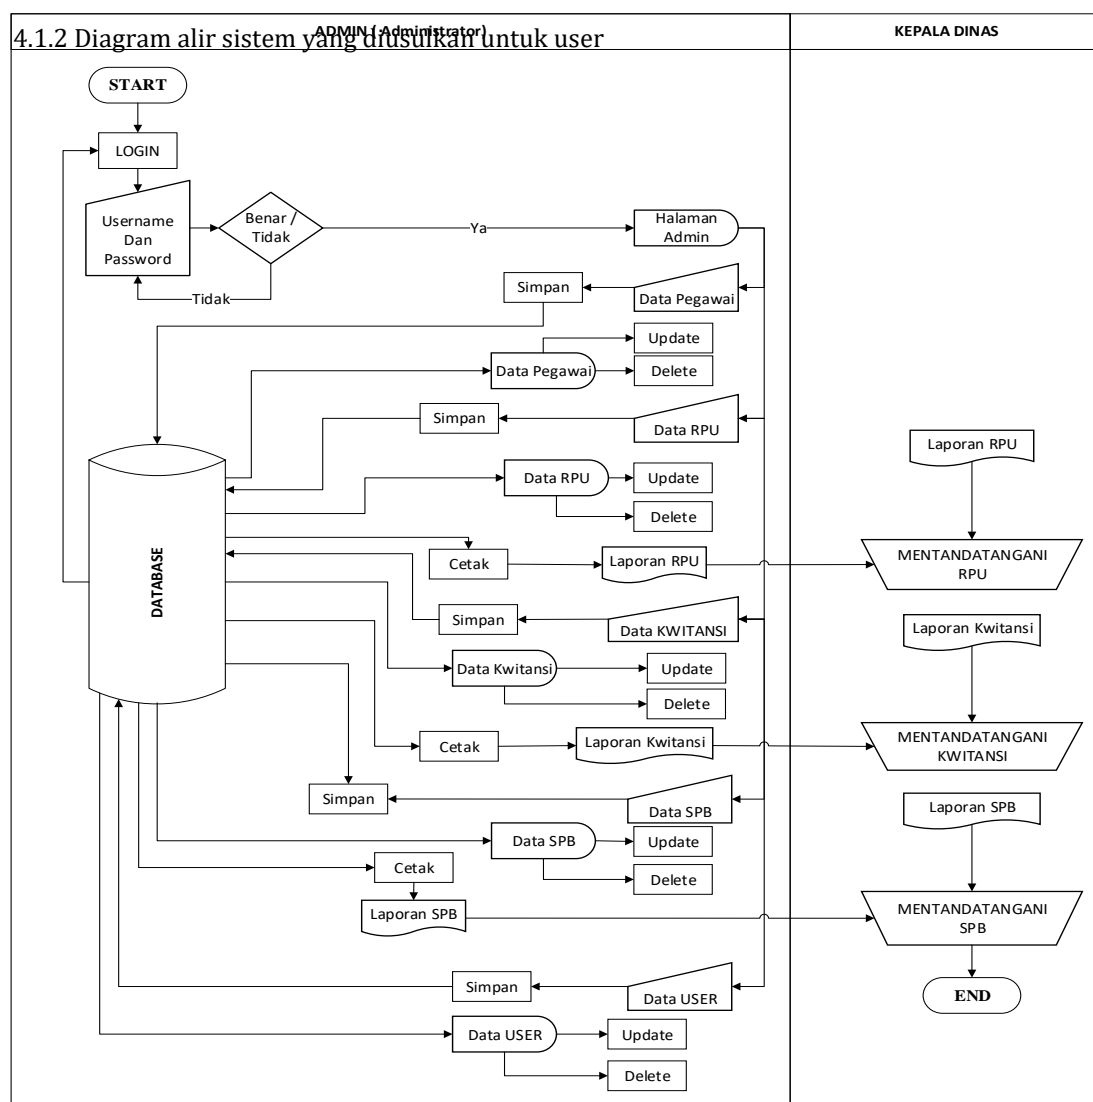 4.1.2 Diagram alir sistem yang diusulkan untuk user
ADMIN ( Administrator)
KEPALA DINAS
START
LOGIN
Username
Dan
Password
Benar /
Tidak
Ya
Halaman
Admin
Tidak
Simpan
Data Pegawai
Update
Data Pegawai
Delete
Simpan
Data RPU
Laporan RPU
Data RPU
Update
Delete
DATABASE
Cetak
Laporan RPU
MENTANDATANGANI
RPU
Simpan
Data KWITANSI
Laporan Kwitansi
Data Kwitansi
Update
Delete
Cetak
Laporan Kwitansi
MENTANDATANGANI
KWITANSI
Simpan
Data SPB
Laporan SPB
Data SPB
Update
Cetak
Delete
Laporan SPB
MENTANDATANGANI
SPB
Simpan
Data USER
END
Data USER
Update
Delete